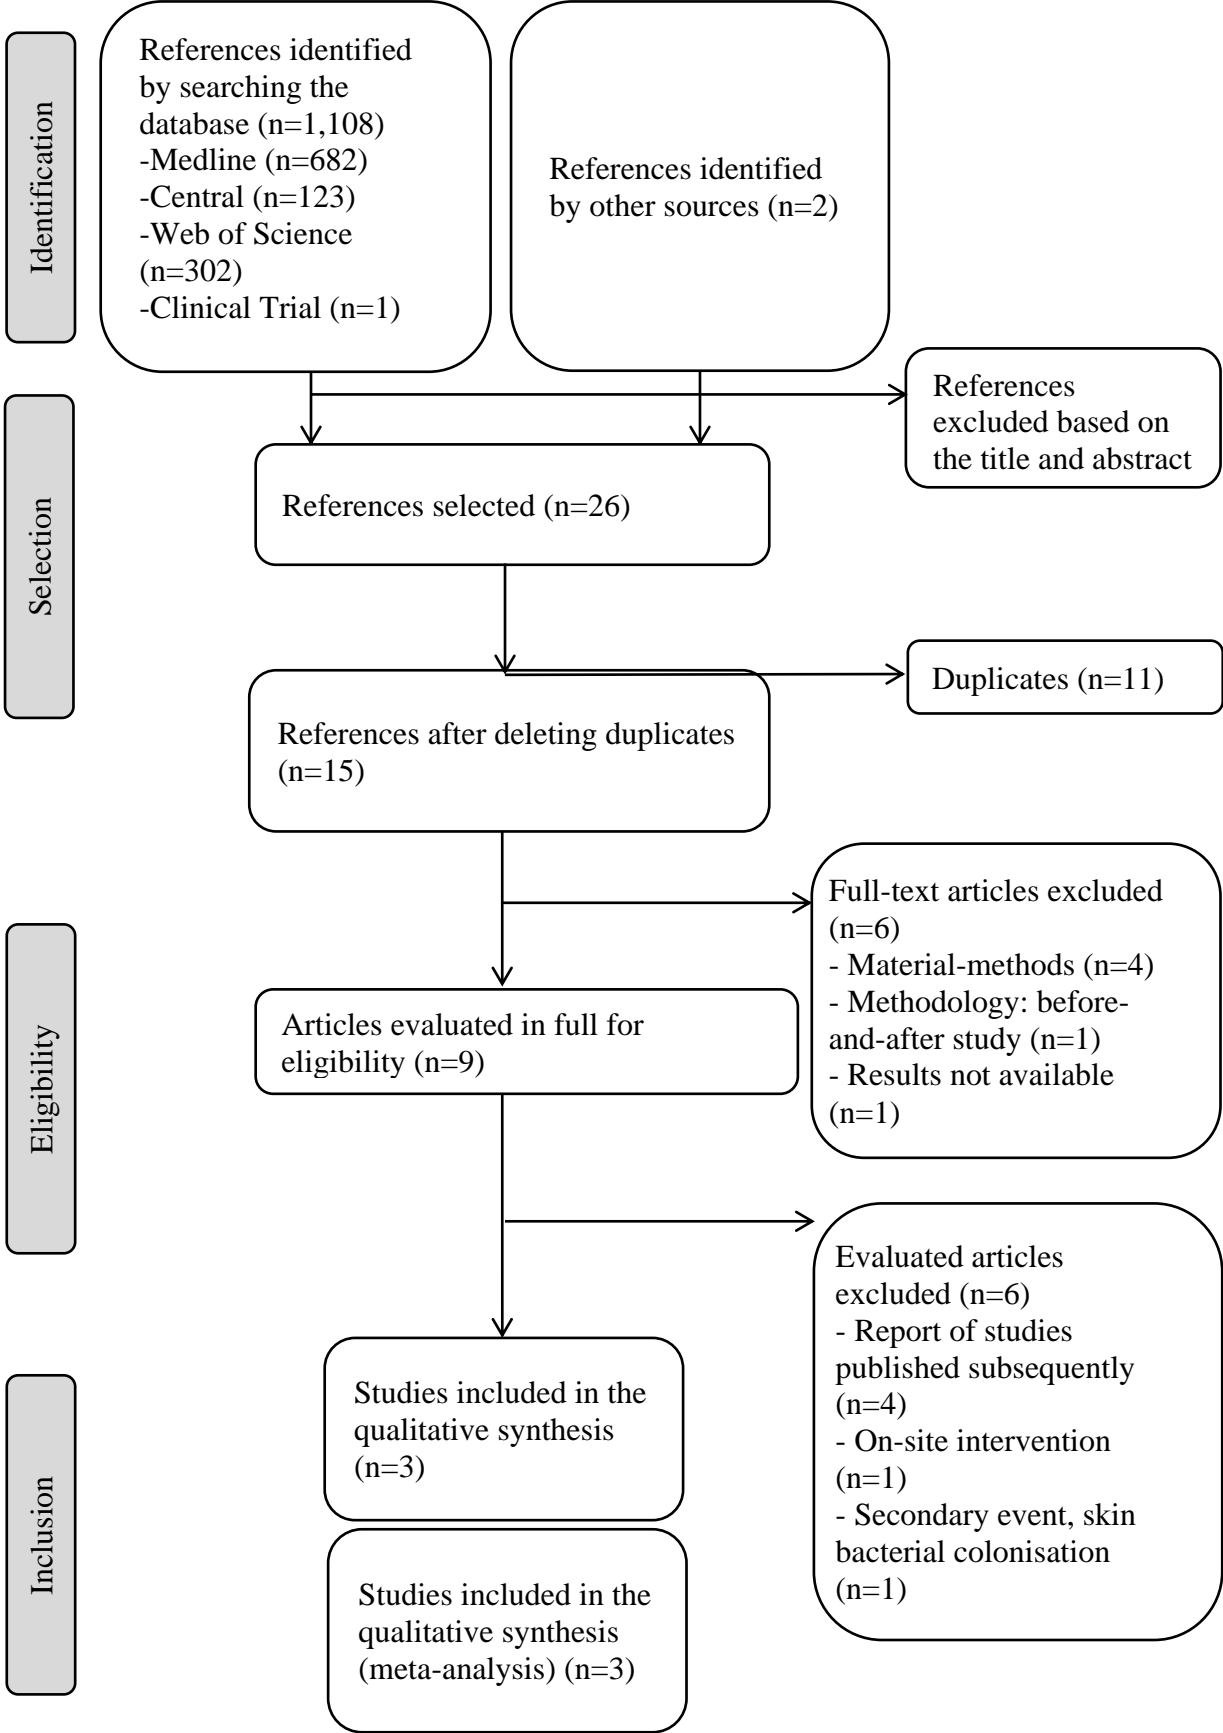 Identification
References identified
by searching the
database (n=1,108)
-Medline (n=682)
-Central (n=123)
-Web of Science
(n=302)
-Clinical Trial (n=1)
References identified
by other sources (n=2)
References
excluded based on
the title and abstract
Selection
References selected (n=26)
Duplicates (n=11)
References after deleting duplicates
(n=15)
Eligibility
Full-text articles excluded
(n=6)
- Material-methods (n=4)
- Methodology: before-
and-after study (n=1)
- Results not available
(n=1)
Articles evaluated in full for
eligibility (n=9)
Evaluated articles
excluded (n=6)
- Report of studies
published subsequently
(n=4)
- On-site intervention
(n=1)
- Secondary event, skin
bacterial colonisation
(n=1)
Inclusion
Studies included in the
qualitative synthesis
(n=3)
Studies included in the
qualitative synthesis
(meta-analysis) (n=3)